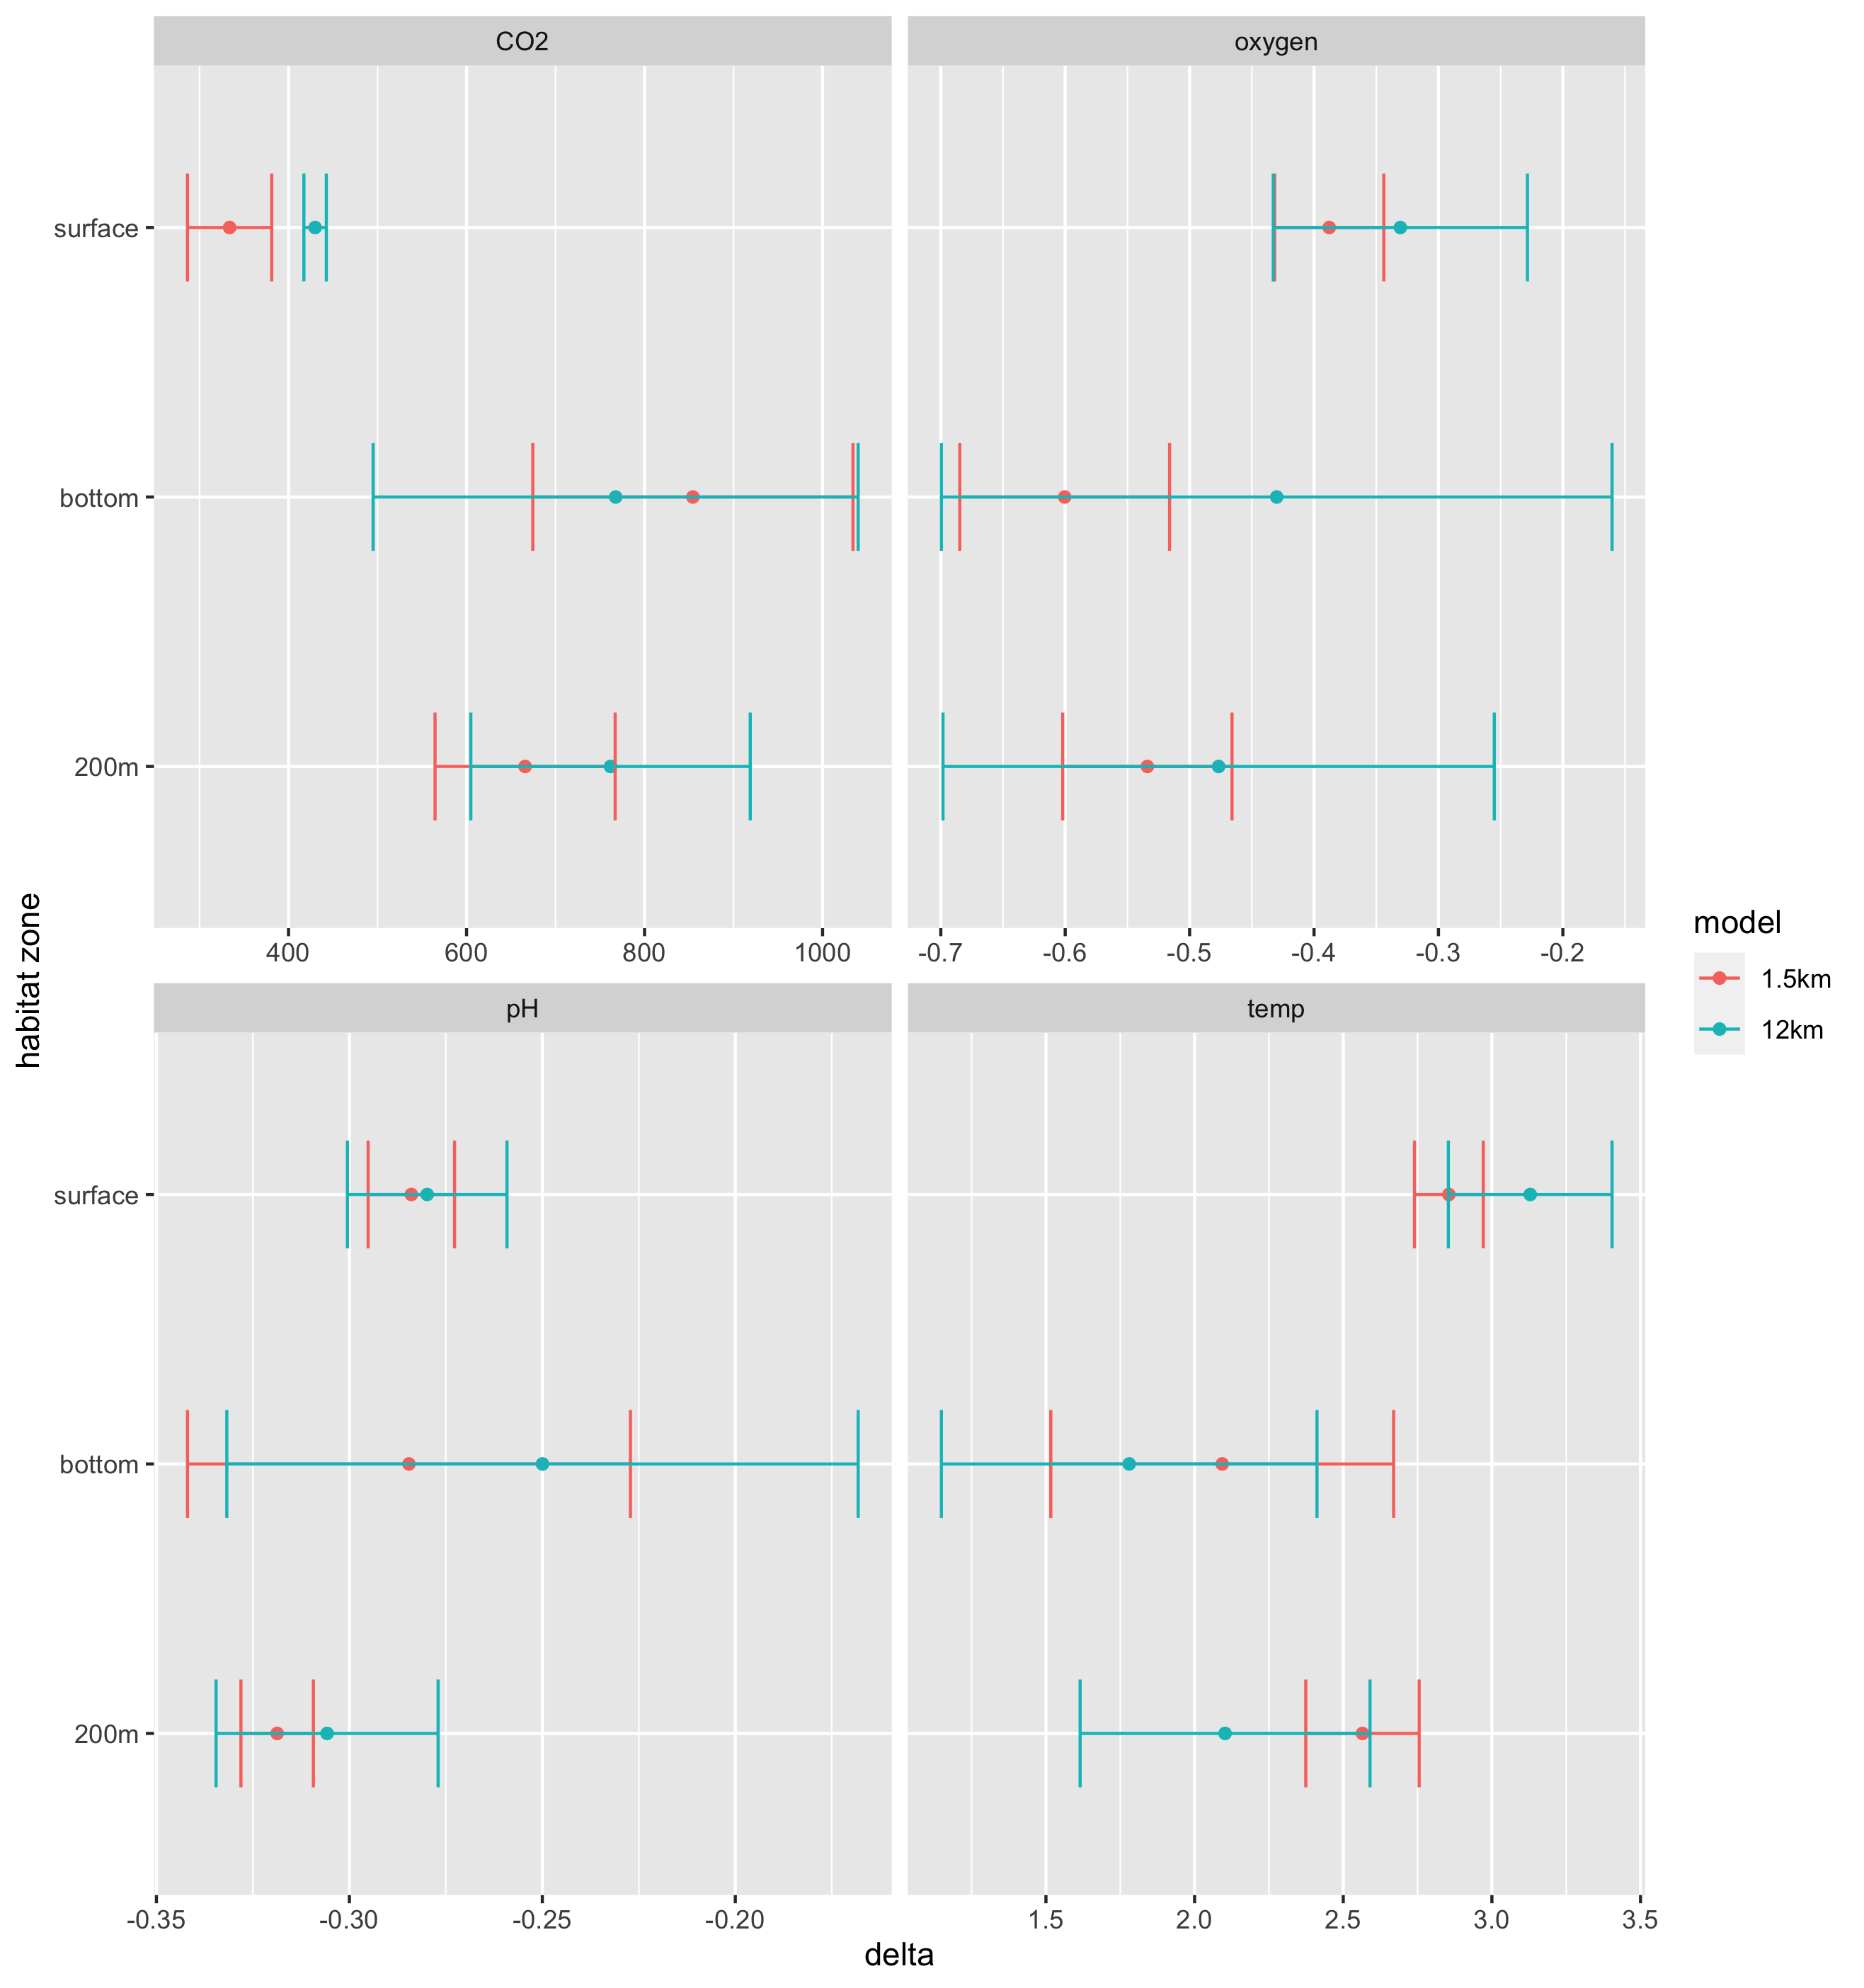 CO2
oxygen
surface
bottom
200m
400 600 800 1000
-0.7 -0.6 -0.5 -0.4 -0.3 -0.2
pH
temp
surface
bottom
200m
-0.35 -0.30 -0.25 -0.20
1.5 2.0 2.5 3.0 3.5
delta
habitat zone
model
1.5km
12km